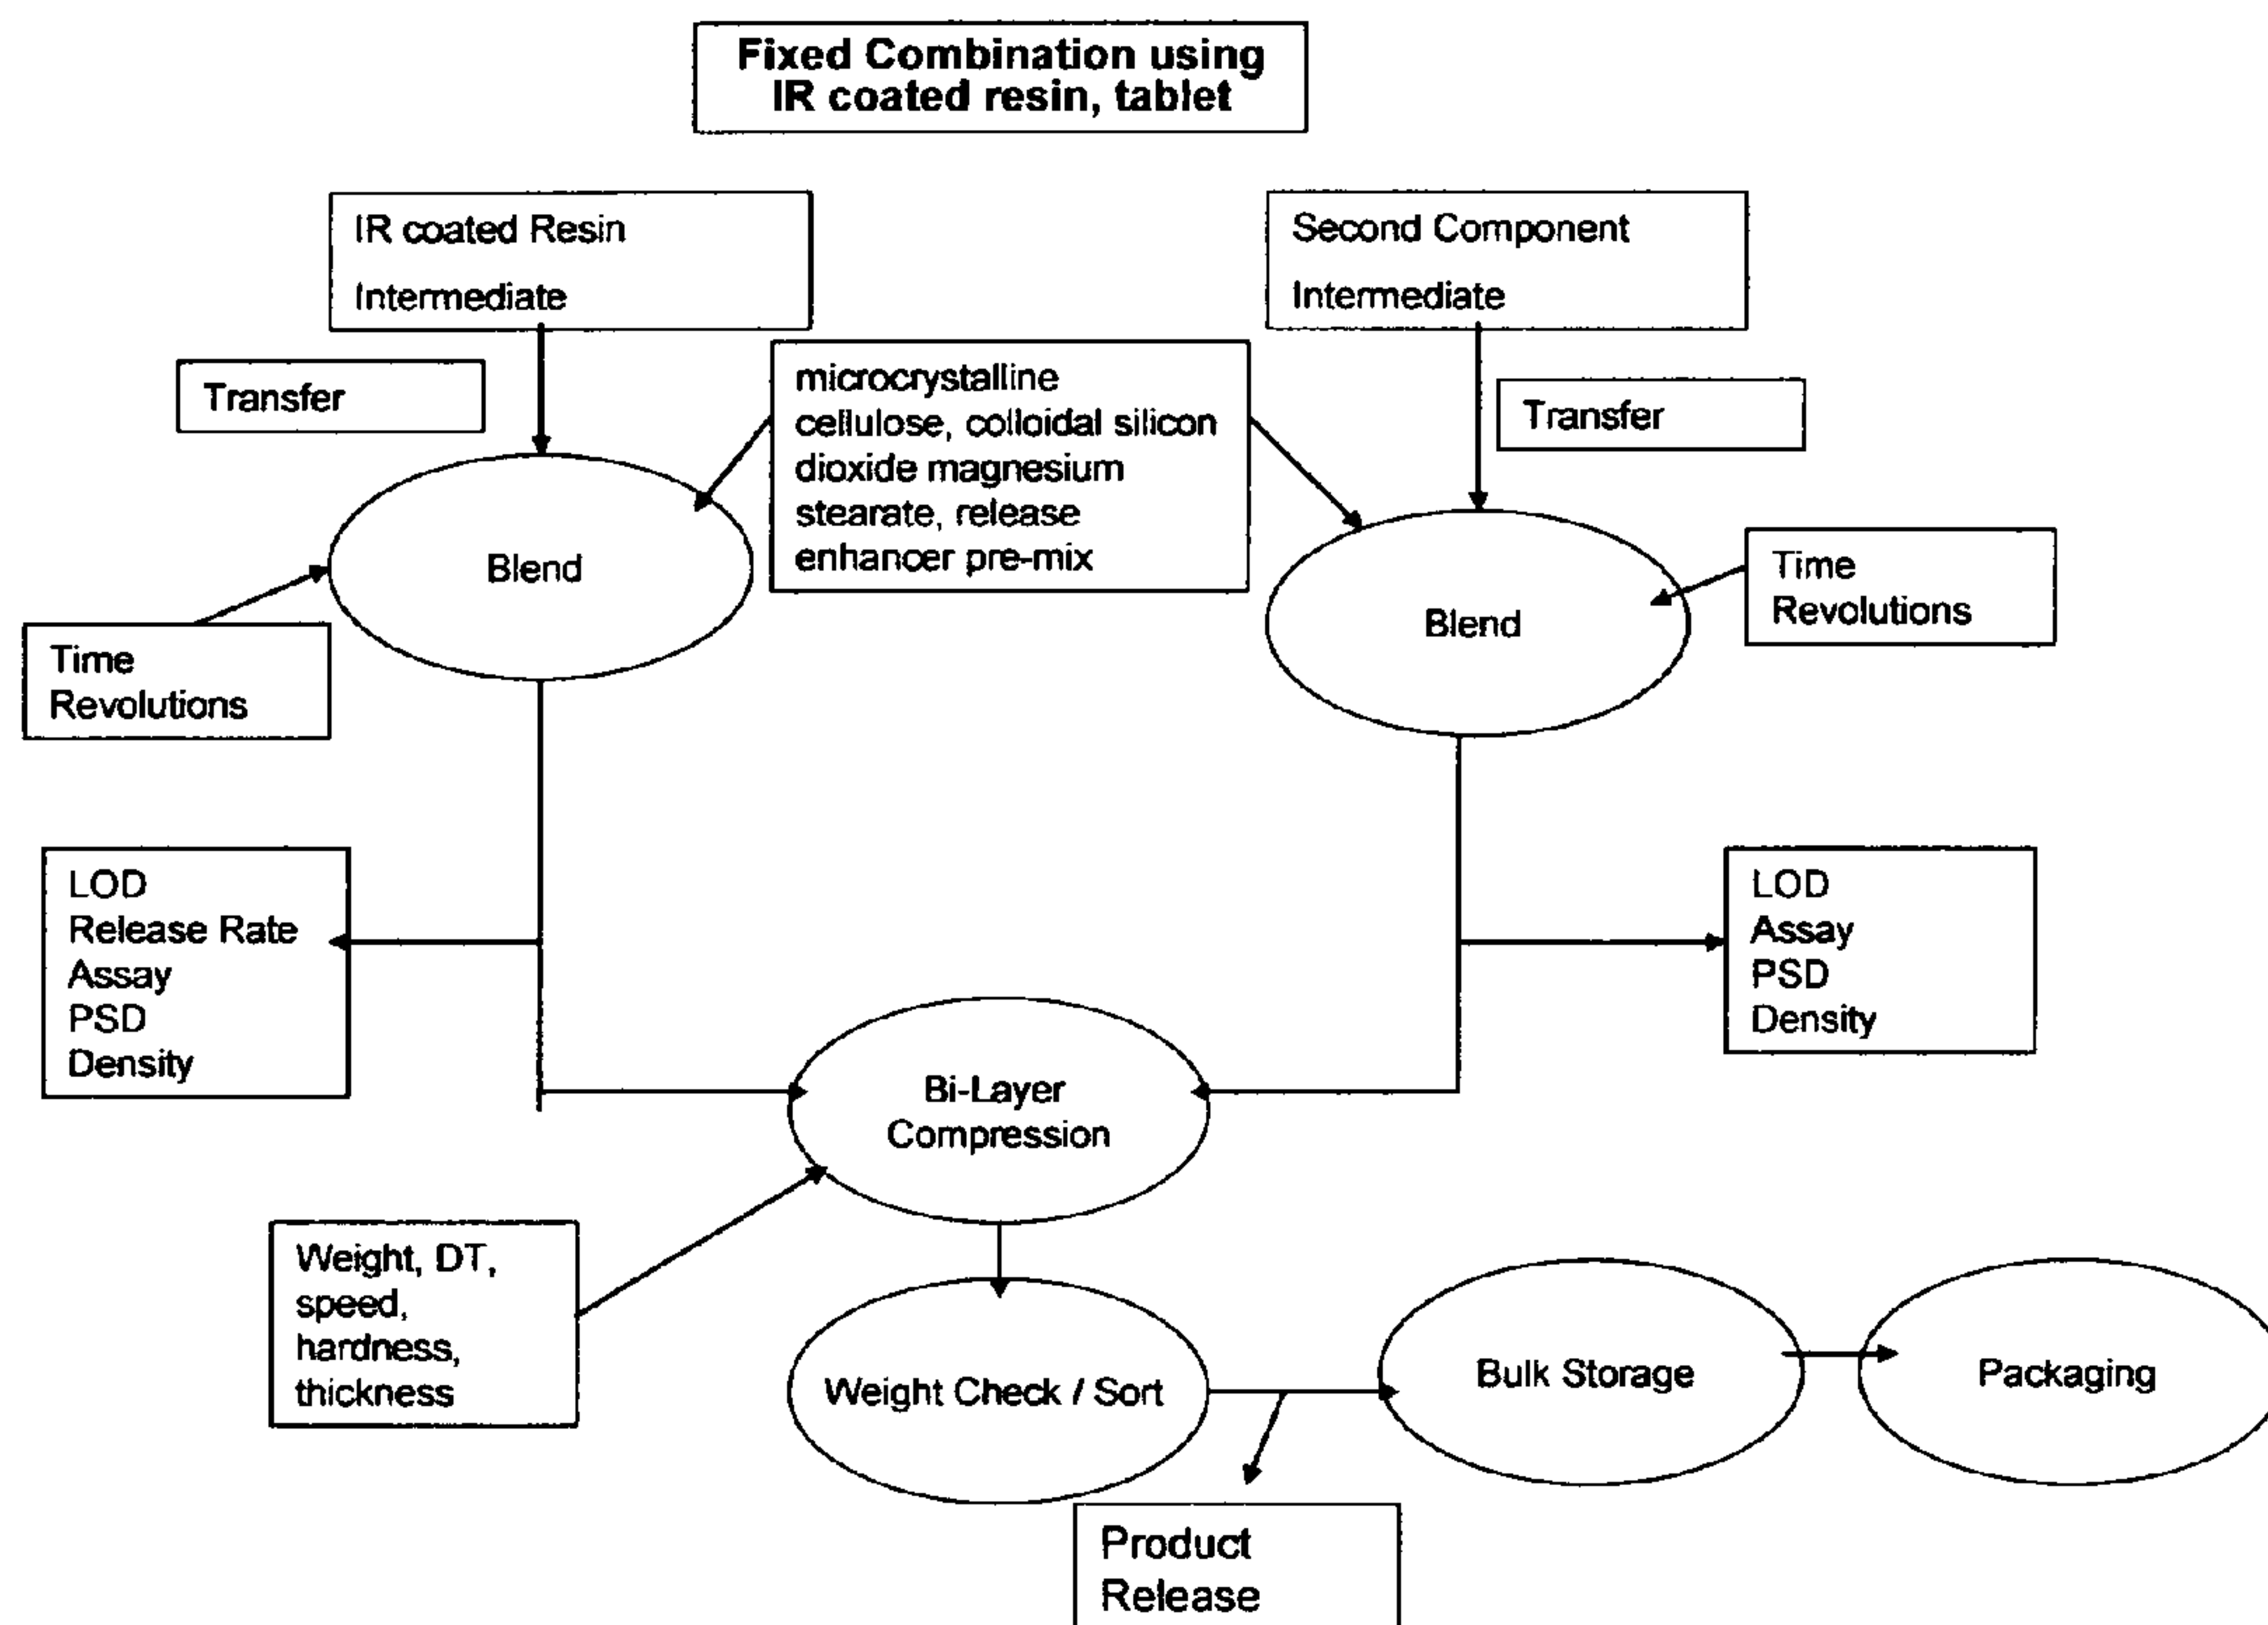 Fixed Combination using
IR coated resin, tablet
IR coated Resin
Intermediate
Second Component
Intermediate
Transfer
microcrystalline
cellulose, colloidal silicon
dioxide magnesium
stearate, release
enhancer pre-mix
Transfer
Blend
Blend
Time
Revolutions
Time
Revolutions
LOD
Release Rate
Assay
PSD
Density
LOD
Assay
PSD
Density
Bi-Layer
Compression
Weight, DT,
speed,
hardness,
thickness
Weight Check / Sort
Bulk Storage
Packaging
Product
Release